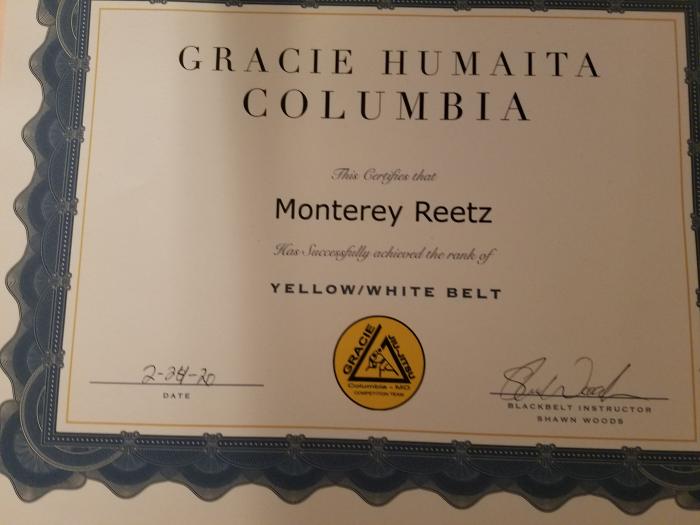 GRACIE HUMAITA
COLUMBIA
This Certifies that
Monterey Reetz
Has Successfully achieved the rank of
YELLOW/WHITE BELT
GRACIE JIU-JITSU
Columbia - MO
COMPETITION TEAM
2-24-20
DATE
BLACKBELT INSTRUCTOR
SHAWN WOODS